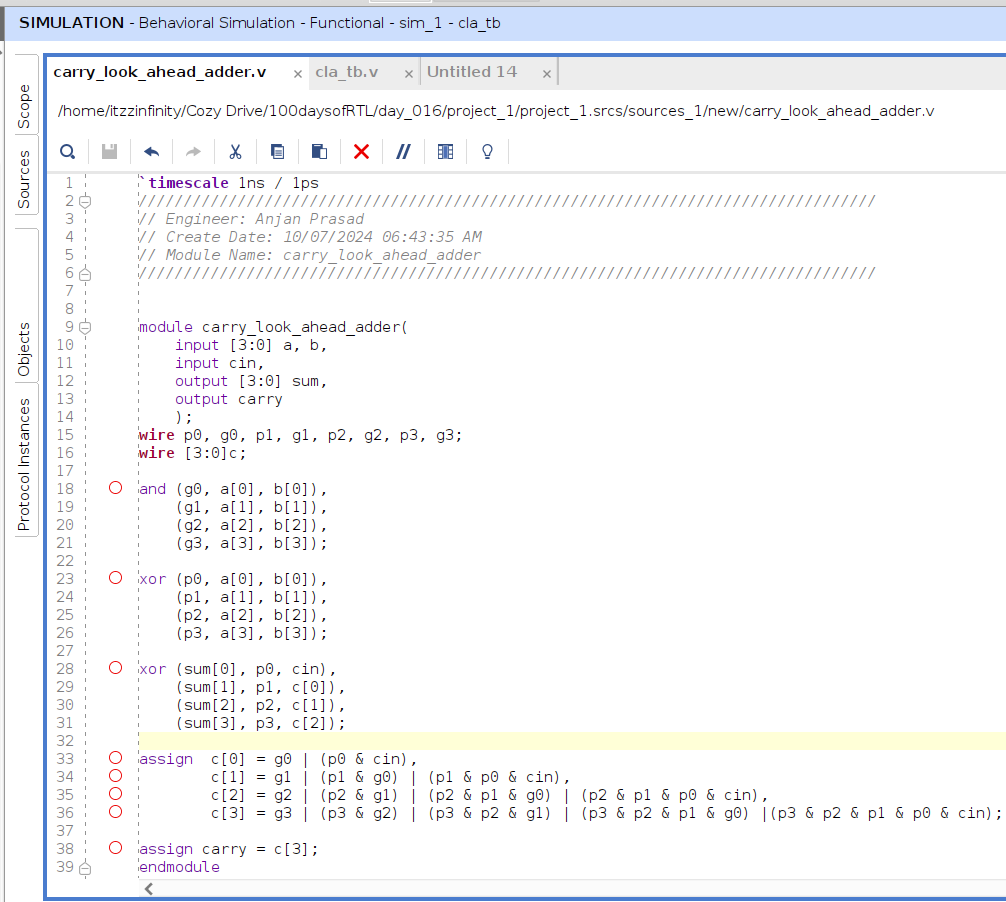 SIMULATION - Behavioral Simulation - Functional - sim_1 - cla_tb
Scope
Sources
Objects
Protocol Instances
carry_look_ahead_adder.v × cla_tb.v × Untitled 14 ×
/home/itzzinfinity/Cozy Drive/100daysofRTL/day_016/project_1/project_1.srcs/sources_1/new/carry_look_ahead_adder.v
1 `timescale 1ns / 1ps
2 //////////////////////////////////////////////////////////////////////////////////
3 // Engineer: Anjan Prasad
4 // Create Date: 10/07/2024 06:43:35 AM
5 // Module Name: carry_look_ahead_adder
6 //////////////////////////////////////////////////////////////////////////////////
7
8
9 module carry_look_ahead_adder(
10     input [3:0] a, b,
11     input cin,
12     output [3:0] sum,
13     output carry
14     );
15 wire p0, g0, p1, g1, p2, g2, p3, g3;
16 wire [3:0]c;
17
18 and (g0, a[0], b[0]),
19     (g1, a[1], b[1]),
20     (g2, a[2], b[2]),
21     (g3, a[3], b[3]);
22
23 xor (p0, a[0], b[0]),
24     (p1, a[1], b[1]),
25     (p2, a[2], b[2]),
26     (p3, a[3], b[3]);
27
28 xor (sum[0], p0, cin),
29     (sum[1], p1, c[0]),
30     (sum[2], p2, c[1]),
31     (sum[3], p3, c[2]);
32
33 assign  c[0] = g0 | (p0 & cin),
34         c[1] = g1 | (p1 & g0) | (p1 & p0 & cin),
35         c[2] = g2 | (p2 & g1) | (p2 & p1 & g0) | (p2 & p1 & p0 & cin),
36         c[3] = g3 | (p3 & g2) | (p3 & p2 & g1) | (p3 & p2 & p1 & g0) |(p3 & p2 & p1 & p0 & cin);
37
38 assign carry = c[3];
39 endmodule